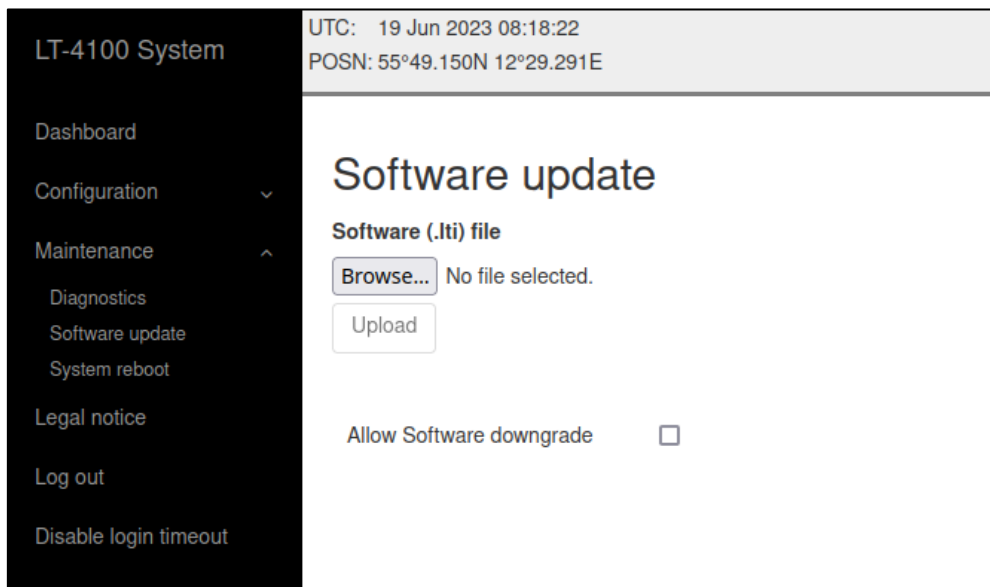 LT-4100 System
Dashboard
Configuration
Maintenance
Diagnostics
Software update
System reboot
Legal notice
Log out
Disable login timeout
UTC: 19 Jun 2023 08:18:22
POSN: 55°49.150N 12°29.291E
Software update
Software (.lti) file
Browse... No file selected.
Upload
Allow Software downgrade